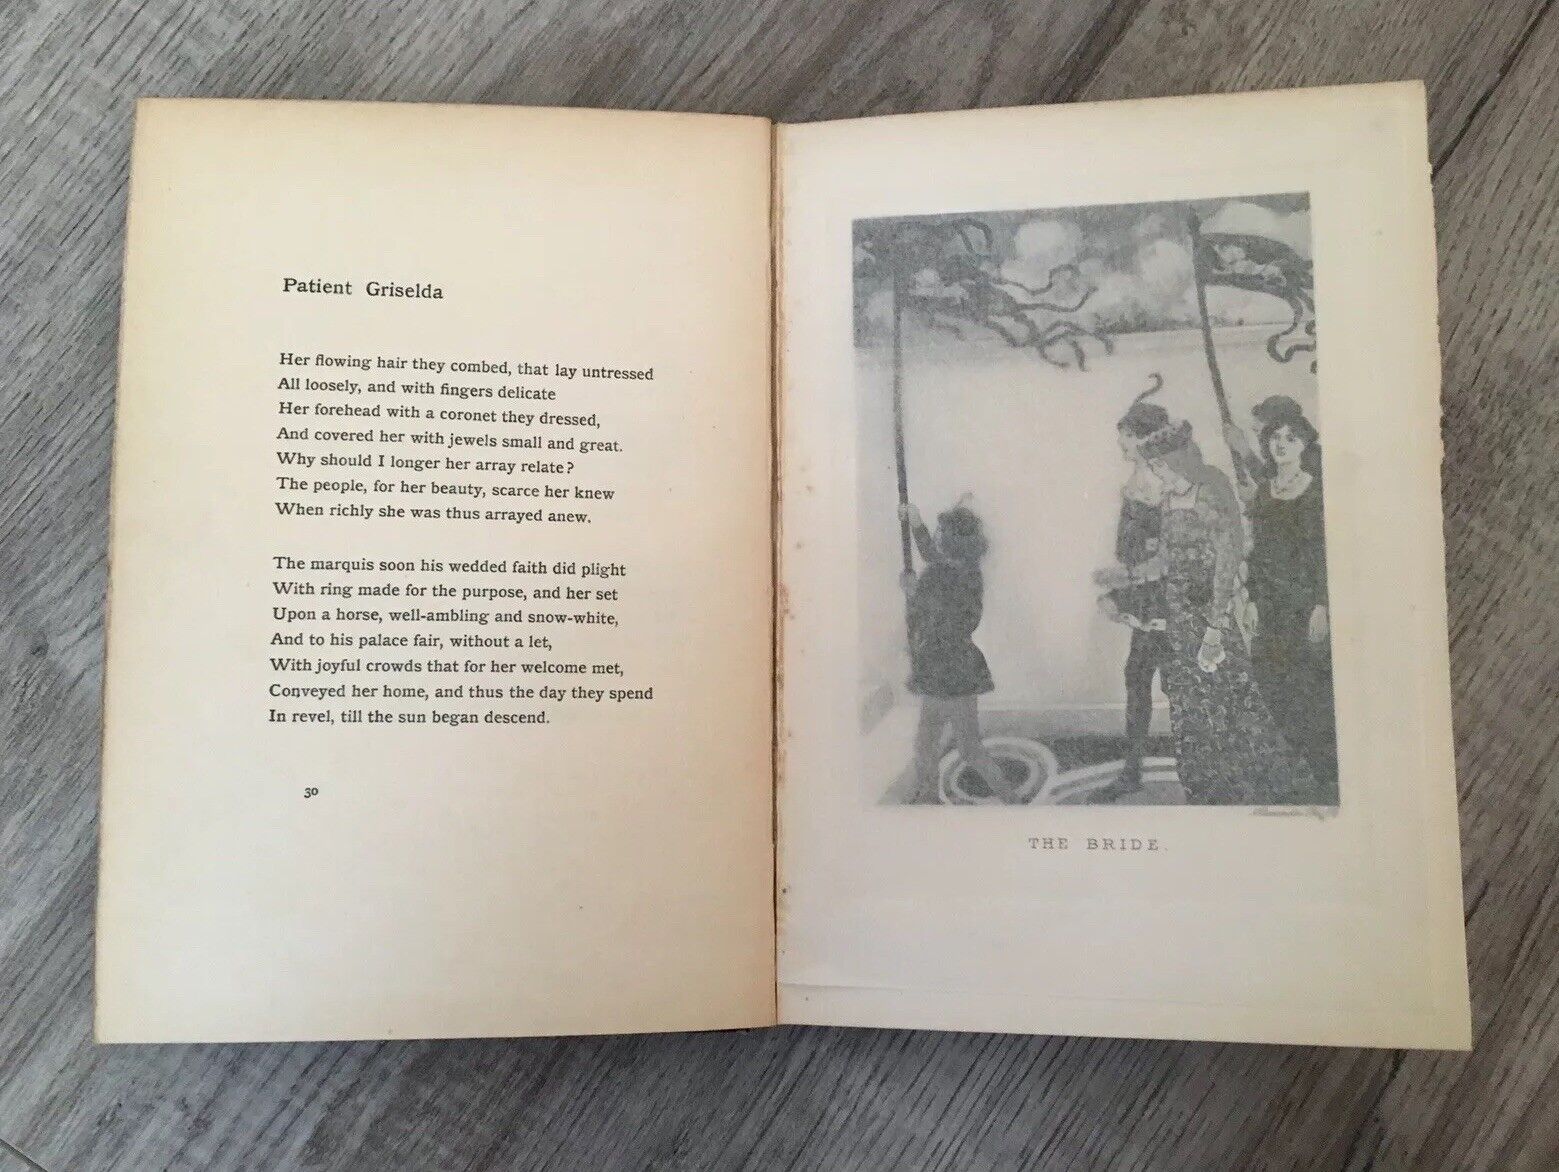 Patient Griselda
Her flowing hair they combed, that lay untressed
All loosely, and with fingers delicate
Her forehead with a coronet they dressed,
And covered her with jewels small and great.
Why should I longer her array relate?
The people, for her beauty, scarce her knew
When richly she was thus arrayed anew.
The marquis soon his wedded faith did plight
With ring made for the purpose, and her set
Upon a horse, well-ambling and snow-white,
And to his palace fair, without a let,
With joyful crowds that for her welcome met,
Conveyed her home, and thus the day they spend
In revel, till the sun began descend.
30
THE BRIDE.